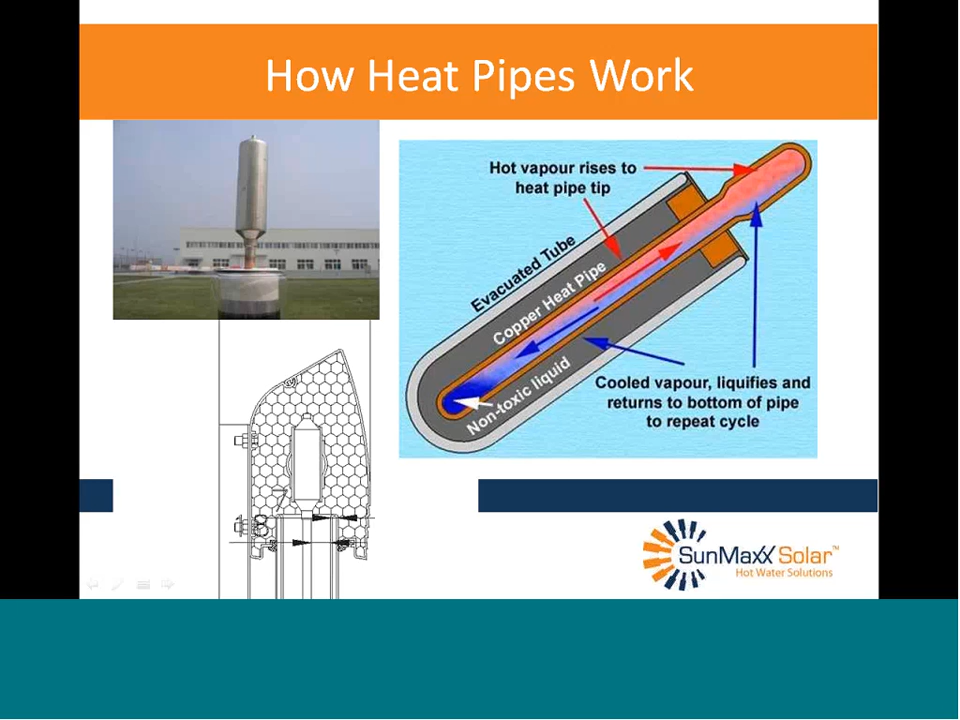 How Heat Pipes Work
Hot vapour rises to
heat pipe tip
Evacuated Tube
Copper Heat Pipe
Non-toxic liquid
Cooled vapour, liquifies and
returns to bottom of pipe
to repeat cycle
SunMaxx Solar™
Hot Water Solutions